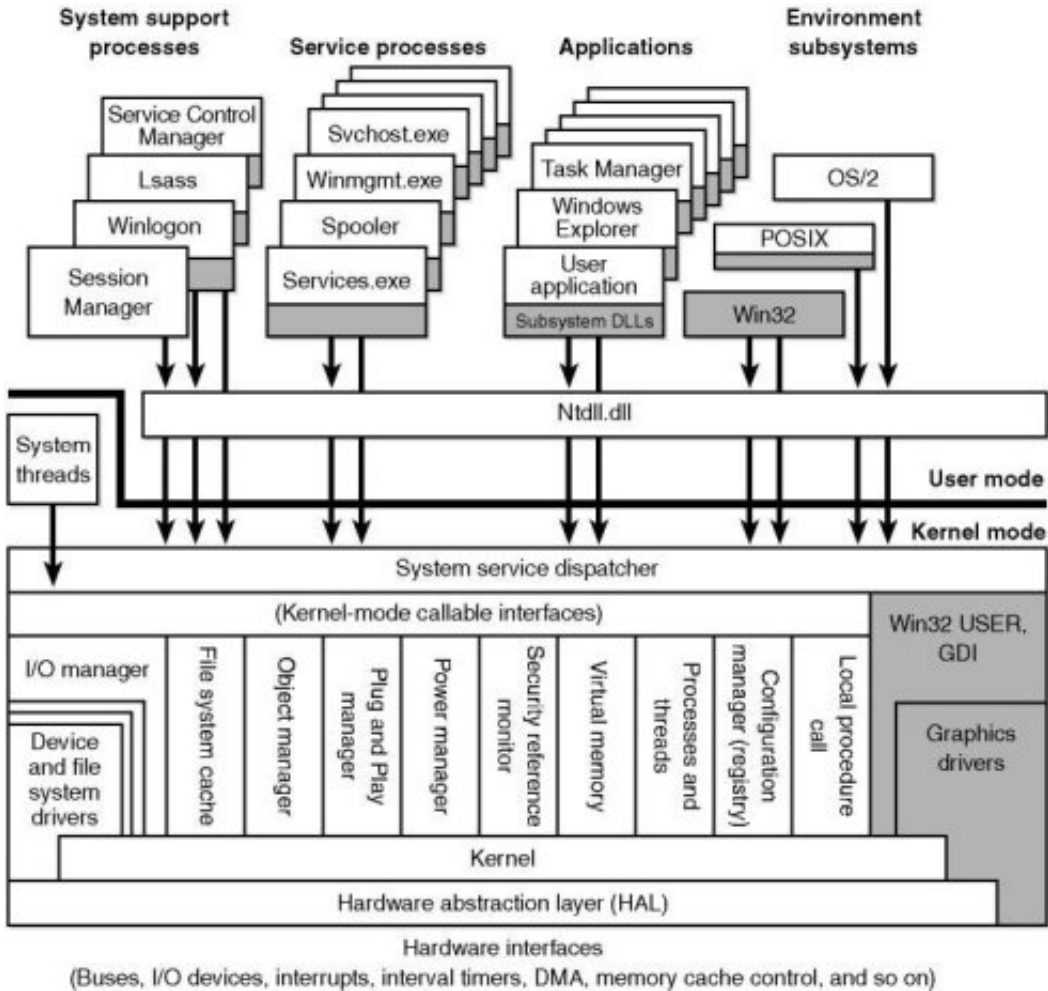 System support
processes
Service processes
Applications
Environment
subsystems
Service Control
Manager
Lsass
Winlogon
Session
Manager
Svchost.exe
Winmgmt.exe
Spooler
Services.exe
Task Manager
Windows
Explorer
User
application
Subsystem DLLs
OS/2
POSIX
Win32
Ntdll.dll
System
threads
User mode
Kernel mode
System service dispatcher
(Kernel-mode callable interfaces)
Win32 USER,
GDI
I/O manager
Device
and file
system
drivers
File system cache
Object manager
Plug and Play
manager
Power manager
Security reference
monitor
Virtual memory
Processes and
threads
Configuration
manager (registry)
Local procedure
call
Graphics
drivers
Kernel
Hardware abstraction layer (HAL)
Hardware interfaces
(Buses, I/O devices, interrupts, interval timers, DMA, memory cache control, and so on)